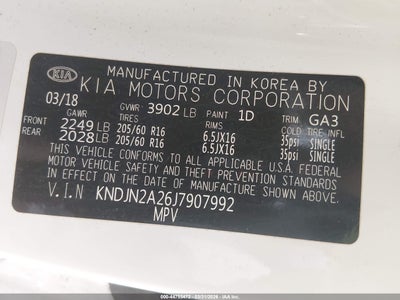 MANUFACTURED IN KOREA BY
KIA
KIA MOTORS CORPORATION
03/18 GVWR 3902 LB PAINT 1D TRIM GA3
GAWR TIRES RIMS COLD TIRE INFL
FRONT 2249 LB 205/60 R16 6.5JX16 35psi SINGLE
REAR 2028 LB 205/60 R16 6.5JX16 35psi SINGLE
THIS VEHICLE CONFORMS TO ALL APPLICABLE U.S.A. FEDERAL
MOTOR VEHICLE SAFETY, BUMPER, AND THEFT PREVENTION
STANDARDS IN EFFECT ON THE DATE OF MANUFACTURE SHOWN ABOVE.
V.I.N KNDJN2A26J7907992
MPV